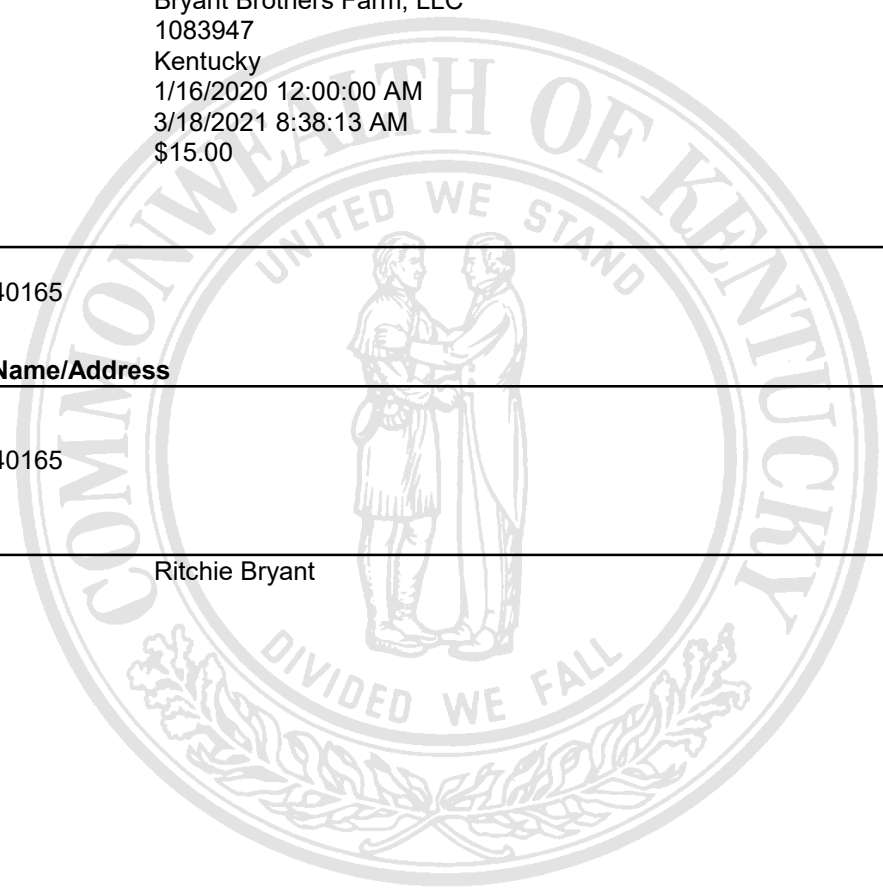 Bryant Brothers Farm, LLC
1083947
Kentucky
1/16/2020 12:00:00 AM
3/18/2021 8:38:13 AM
$15.00
40165
Name/Address
40165
Ritchie Bryant
COMMONWEALTH OF KENTUCKY
UNITED WE STAND
DIVIDED WE FALL